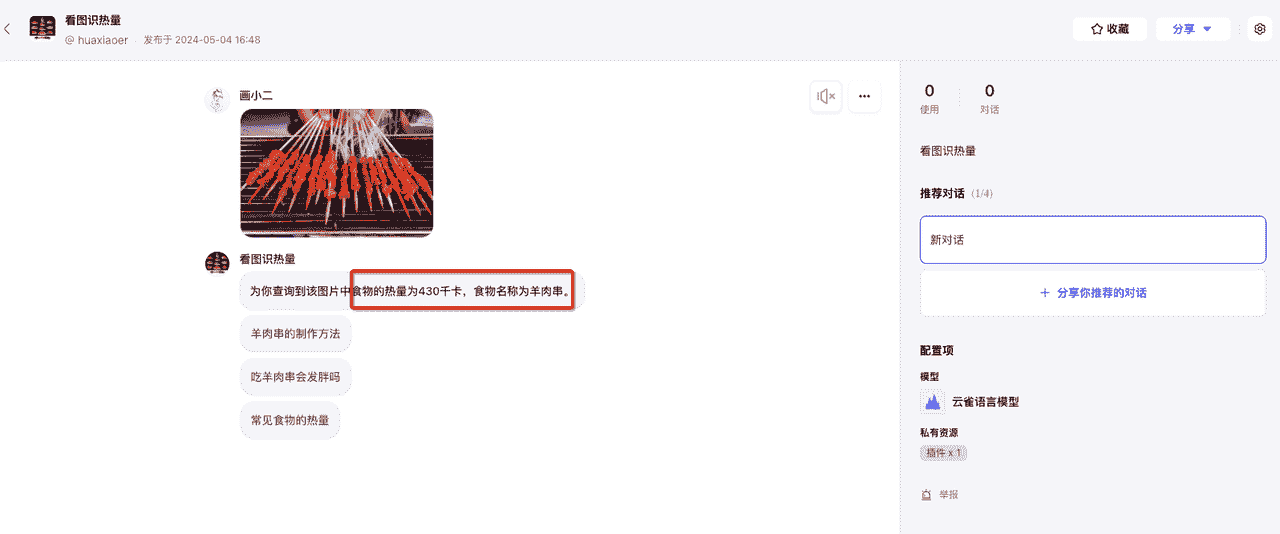 看图识热量
@ huaxiaoer · 发布于 2024-05-04 16:48
收藏
分享
画小二
看图识热量
为你查询到该图片中食物的热量为430千卡，食物名称为羊肉串。
羊肉串的制作方法
吃羊肉串会发胖吗
常见食物的热量
0 0
使用 对话
看图识热量
推荐对话 (1/4)
新对话
+ 分享你推荐的对话
配置项
模型
云雀语言模型
私有资源
插件 x 1
举报